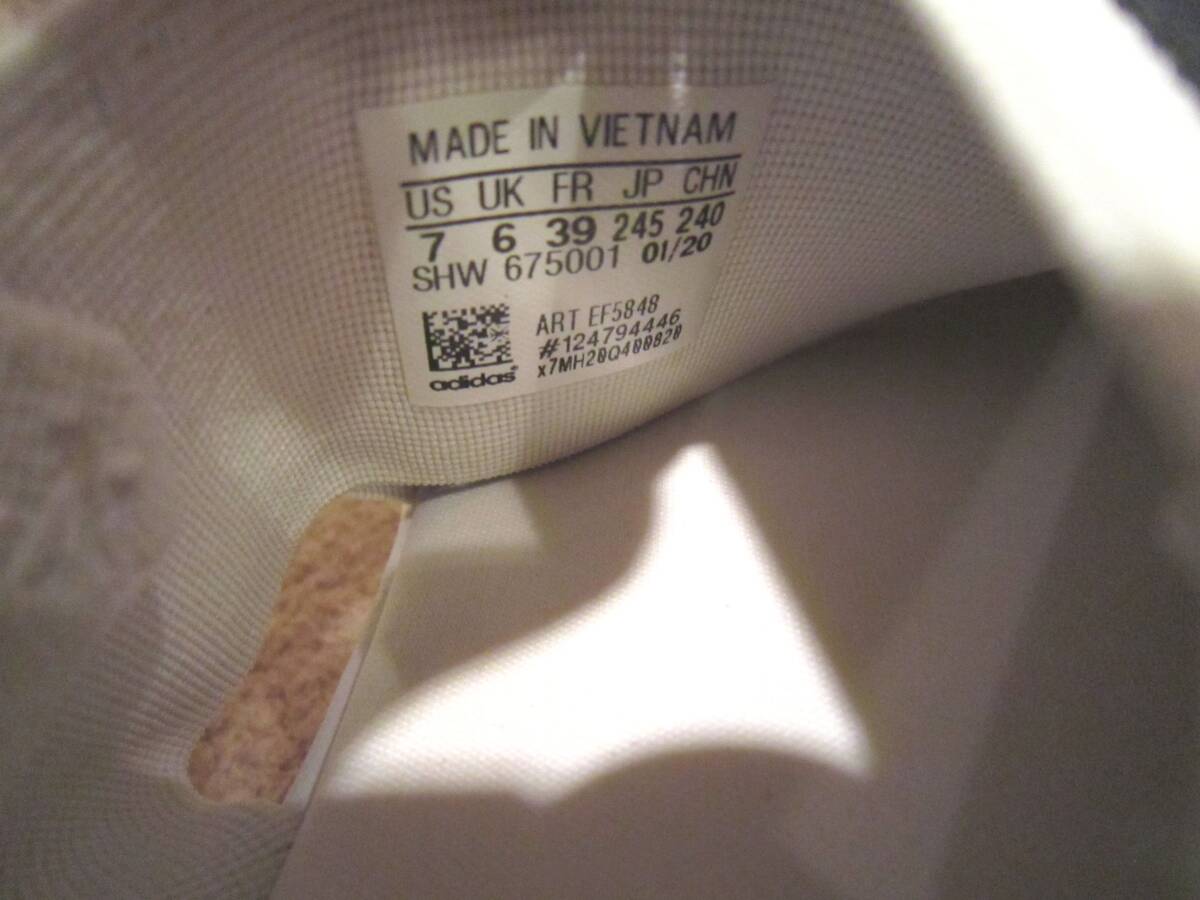 MADE IN VIETNAM
US UK FR JP CHN
7 6 39 245 240
SHW 675001 01/20
ART EF5848
#124794446
x7MH20Q400820
adidas